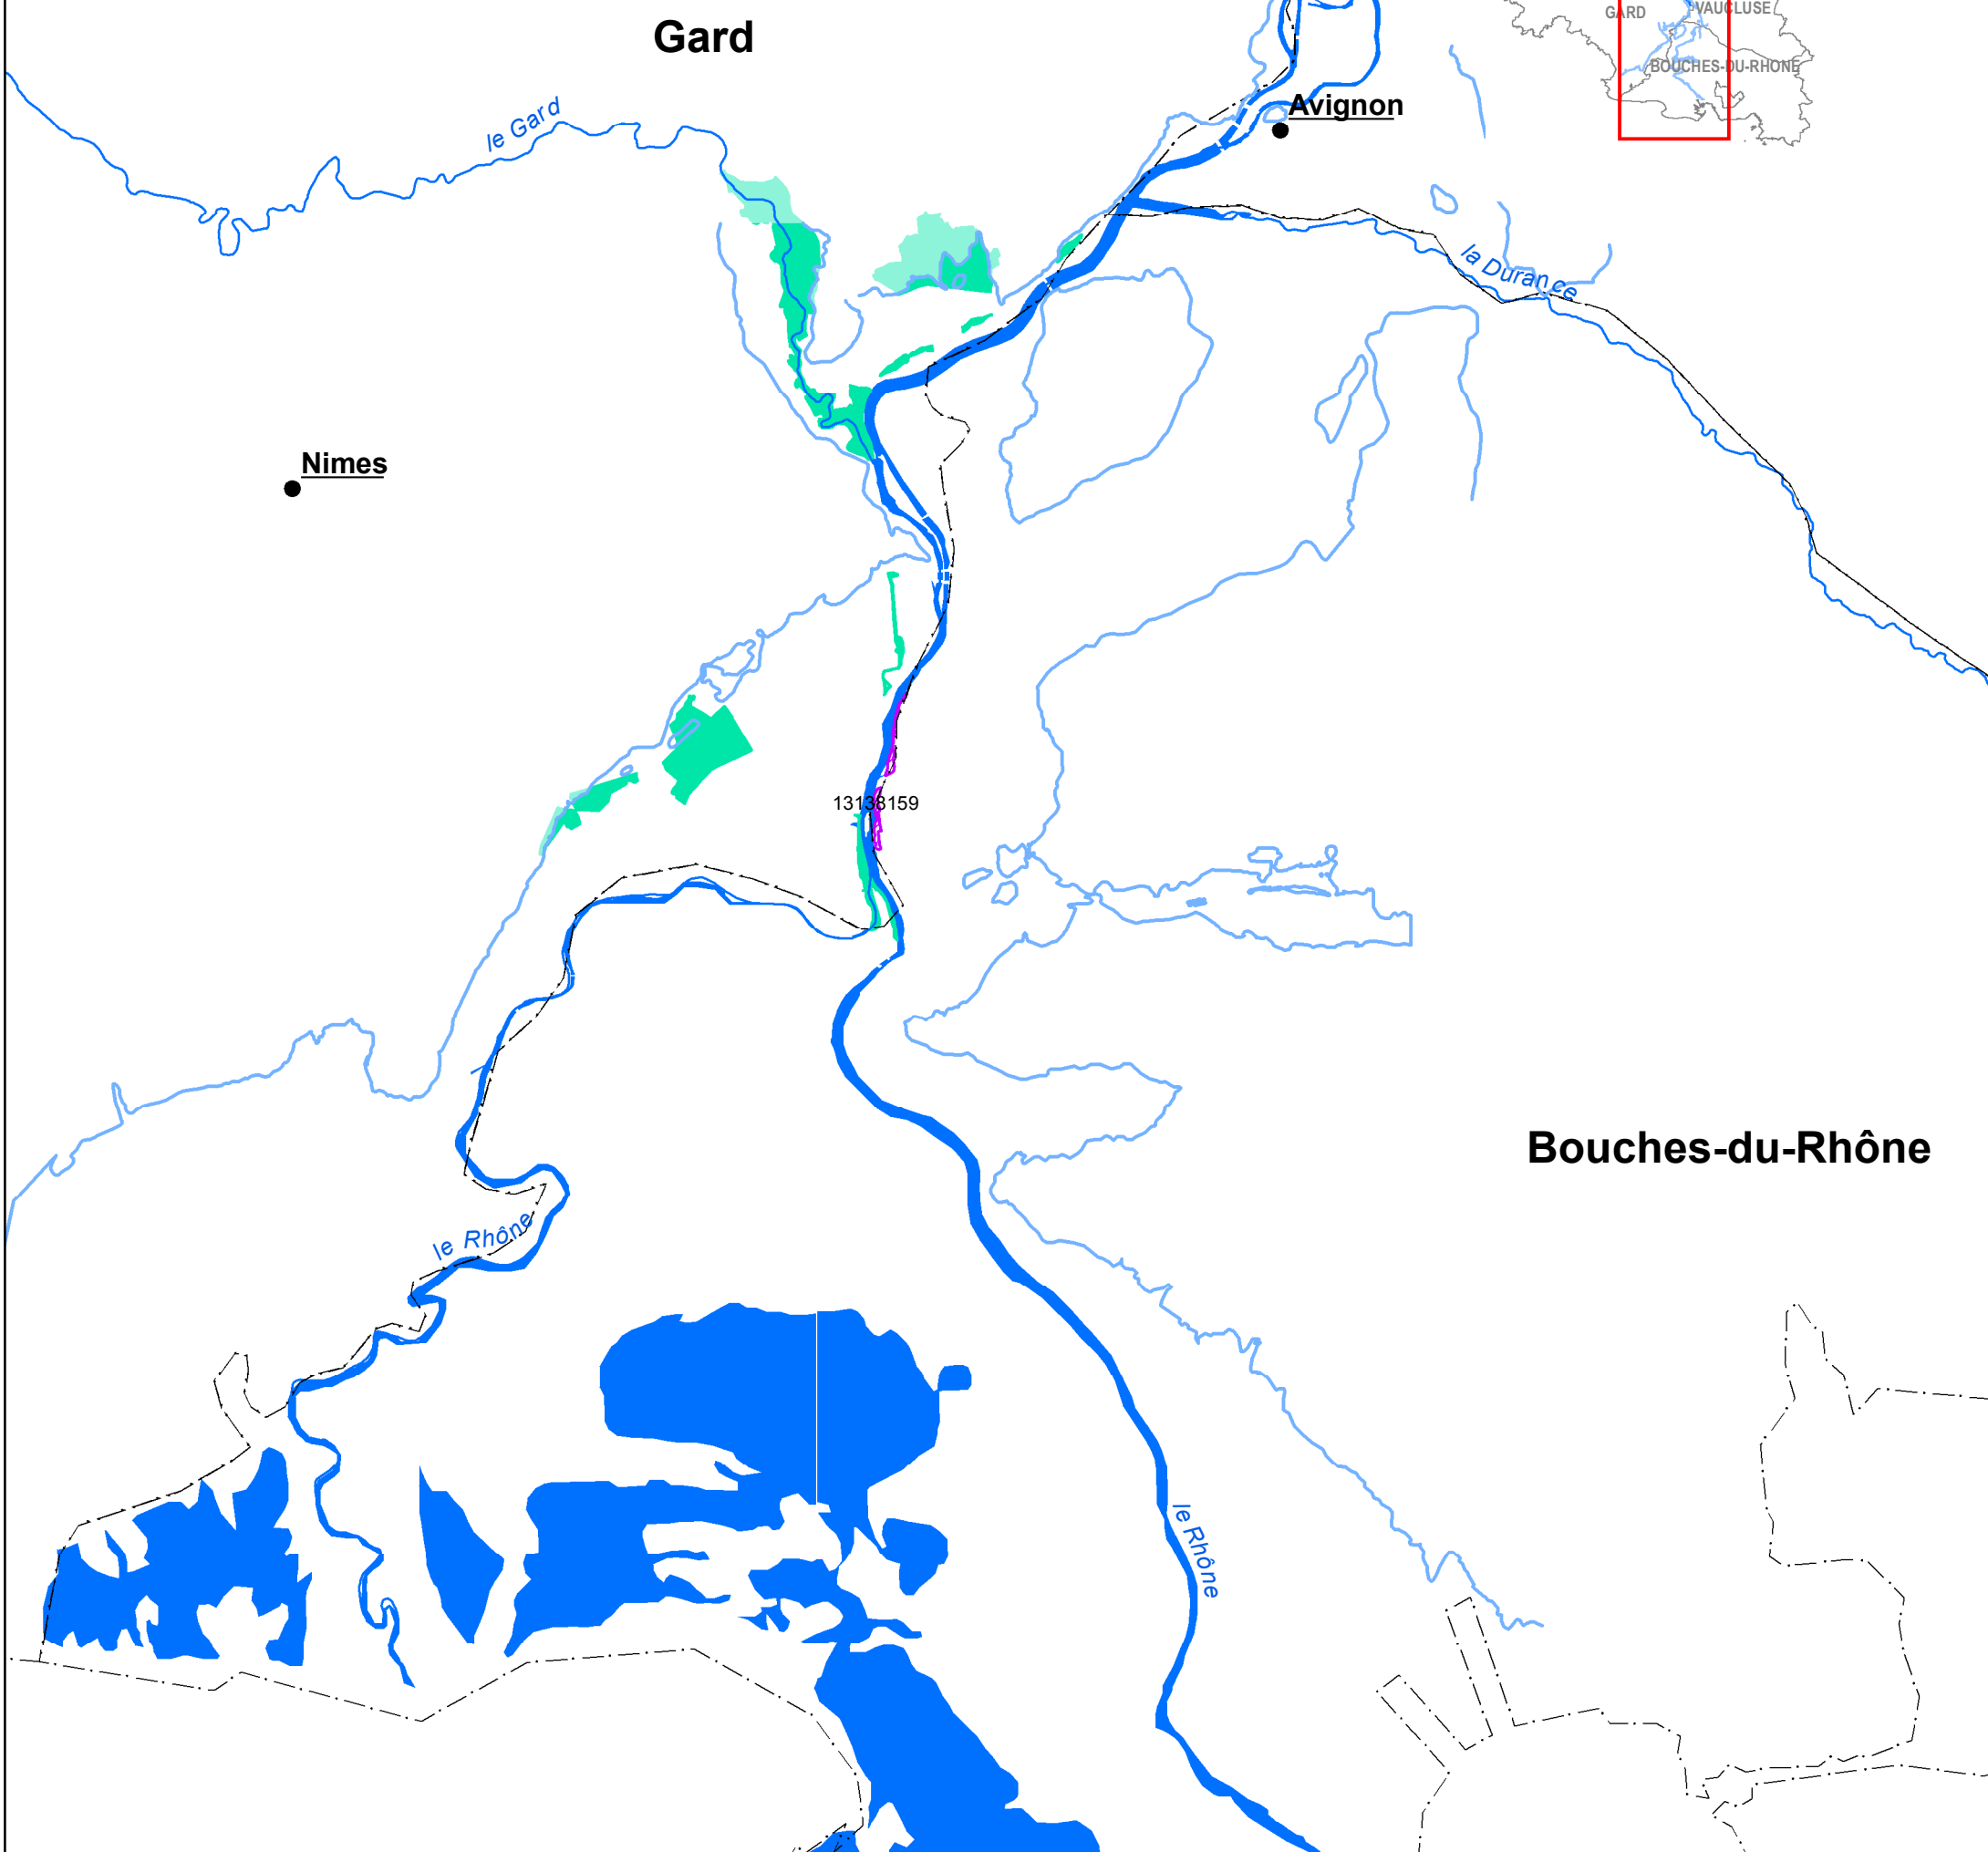 Gard
GARD
VAUCLUSE
BOUCHES-DU-RHONE
le Gard
Avignon
la Durance
Nimes
13138159
Bouches-du-Rhône
le Rhône
le Rhône